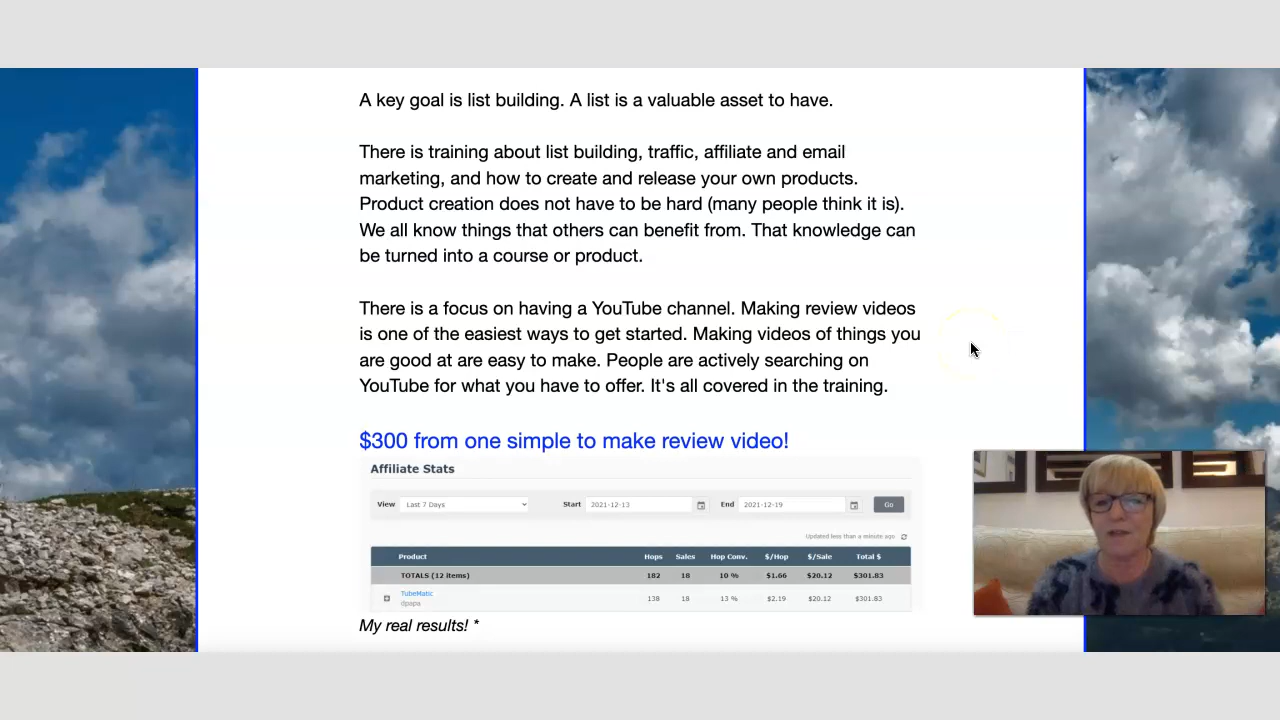 A key goal is list building. A list is a valuable asset to have.
There is training about list building, traffic, affiliate and email
marketing, and how to create and release your own products.
Product creation does not have to be hard (many people think it is).
We all know things that others can benefit from. That knowledge can
be turned into a course or product.
There is a focus on having a YouTube channel. Making review videos
is one of the easiest ways to get started. Making videos of things you
are good at are easy to make. People are actively searching on
YouTube for what you have to offer. It's all covered in the training.
$300 from one simple to make review video!
Affiliate Stats
View Last 7 Days Start 2021-12-13 End 2021-12-19 Go
Updated less than a minute ago
Product Hops Sales Hop Conv. $/Hop $/Sale Total $
TOTALS (12 items) 182 18 10 % $1.66 $20.12 $301.83
TubeMatic 138 18 13 % $2.19 $20.12 $301.83
dpapa
My real results! *